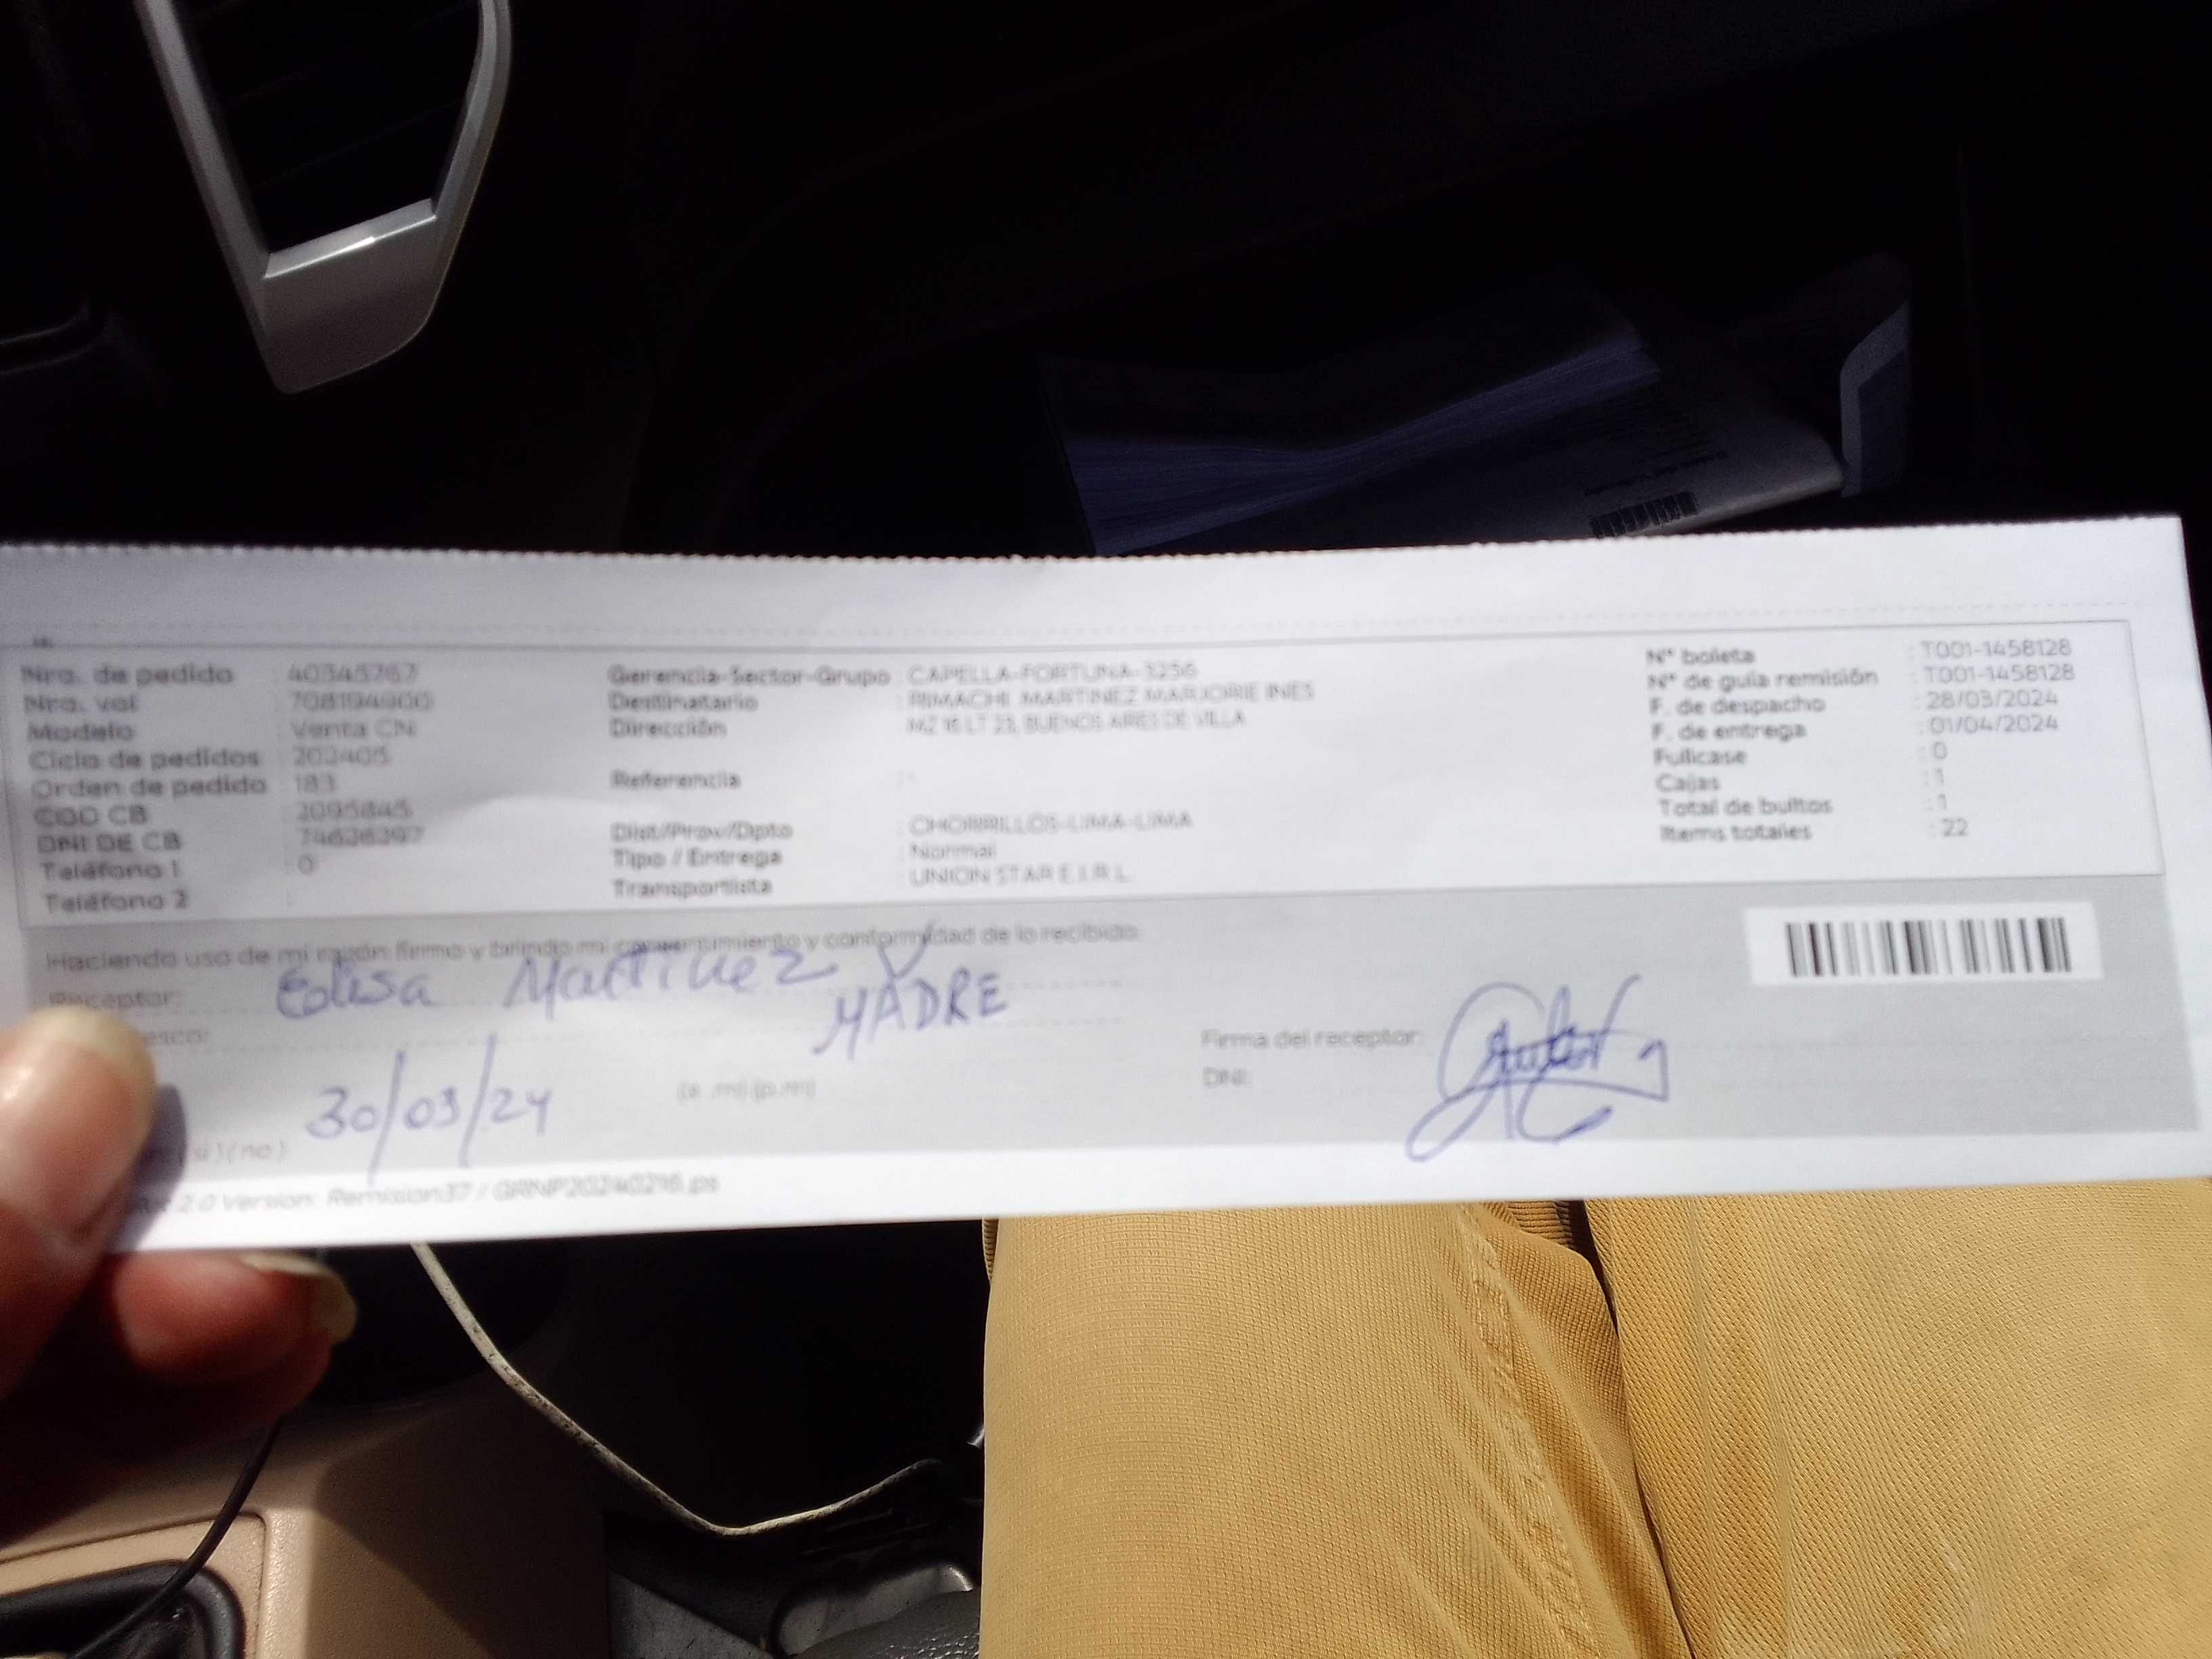 Nro. de pedido : 40345767
Nro. val : 708194900
Modelo : Venta CN
Ciclo de pedidos : 202405
Orden de pedido : 183
COD CB : 2095845
DNI DE CB : 74626397
Teléfono 1 : 0
Teléfono 2 :
Gerencia-Sector-Grupo : CAPELLA-FORTUNA-3256
Destinatario : RIMACHI MARTINEZ MARJORIE INES
Dirección : MZ 16 LT 23, BUENOS AIRES DE VILLA
Referencia :
Dist/Prov/Dpto : CHORRILLOS-LIMA-LIMA
Tipo / Entrega : Normal
Transportista : UNION STAR E.I.R.L.
N° boleta : T001-1458128
N° de guía remisión : T001-1458128
F. de despacho : 28/03/2024
F. de entrega : 01/04/2024
Fullcase : 0
Cajas : 1
Total de bultos : 1
Items totales : 22
Haciendo uso de mi razón firmo y brindo mi consentimiento y conformidad de lo recibido.
Receptor: Martinez
MADRE
esco:
30/03/24 (a .m) (p.m)
( si ) ( no )
Firma del receptor:
DNI:
2.0 Version: Remision37 / GRNP20240216.ps